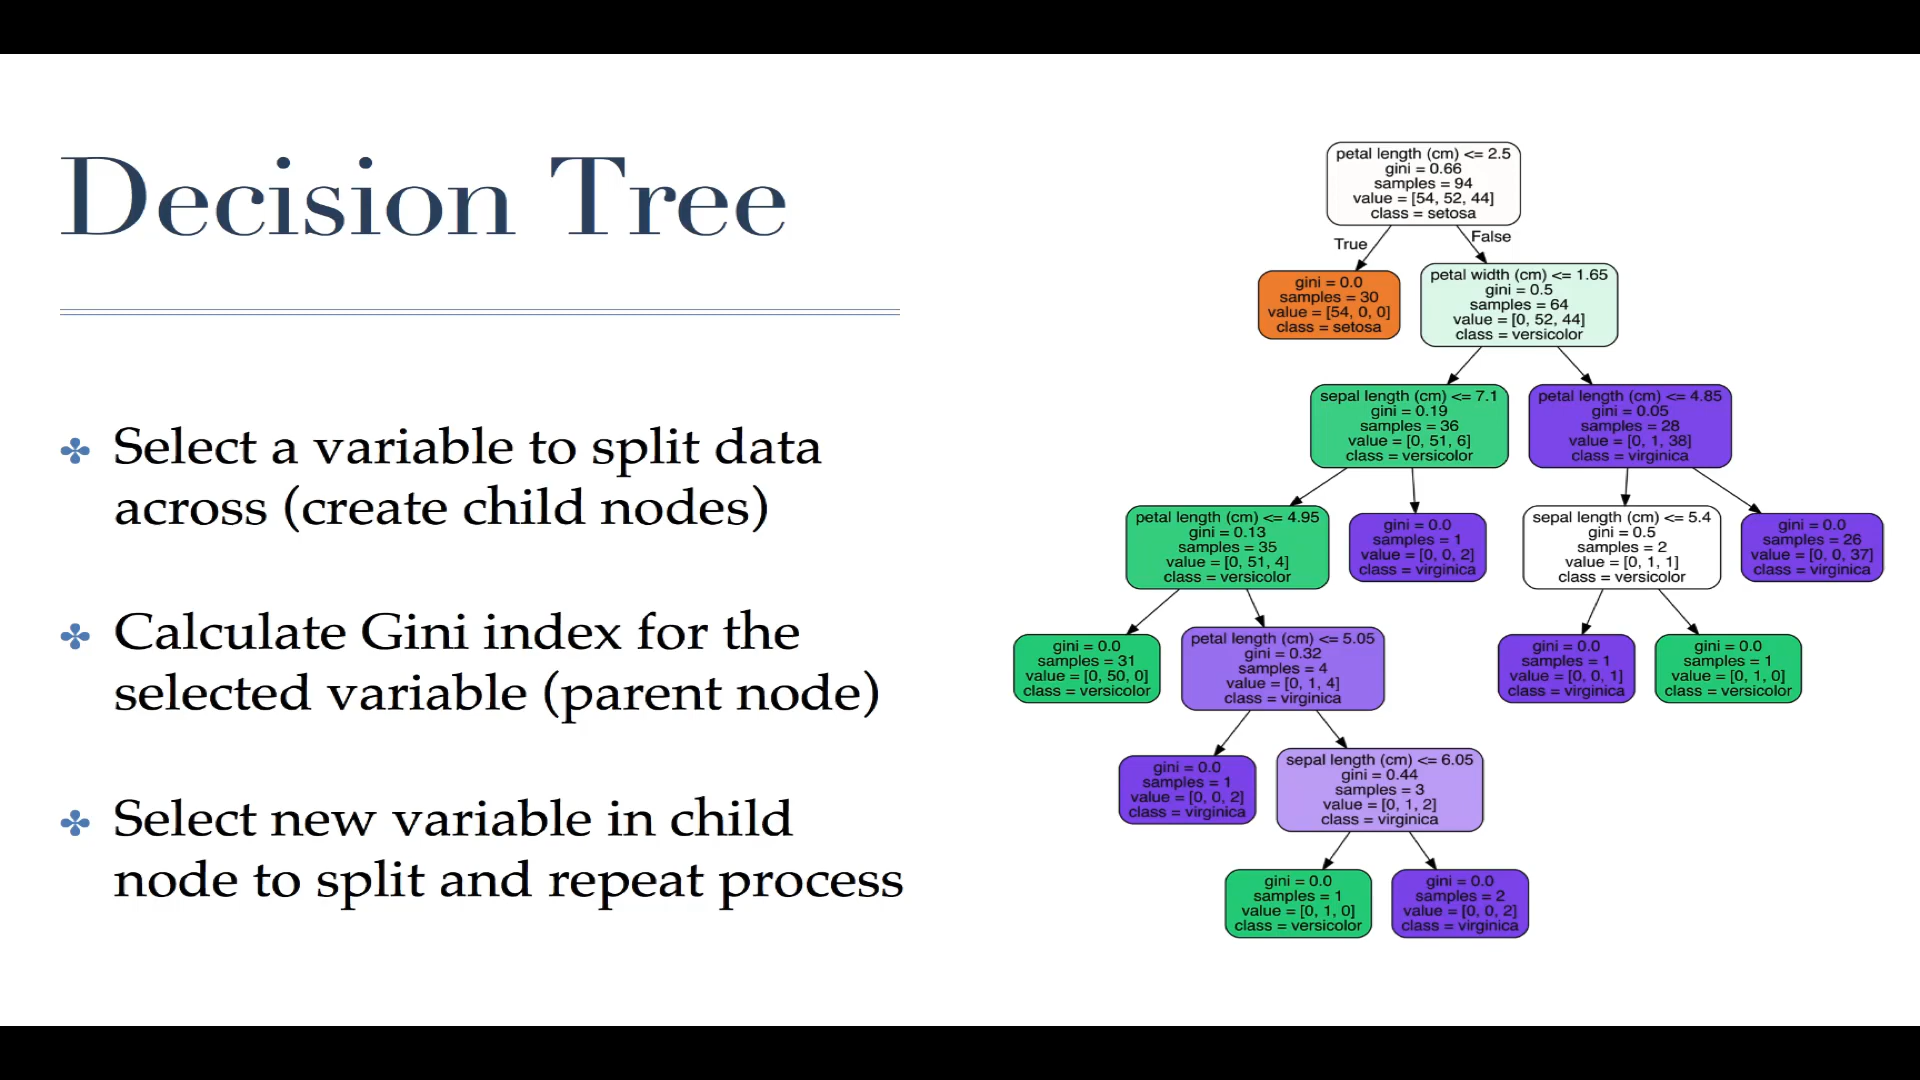 Decision Tree
Select a variable to split data
across (create child nodes)
Calculate Gini index for the
selected variable (parent node)
Select new variable in child
node to split and repeat process
petal length (cm) <= 2.5
gini = 0.66
samples = 94
value = [54, 52, 44]
class = setosa
True
False
gini = 0.0
samples = 30
value = [54, 0, 0]
class = setosa
petal width (cm) <= 1.65
gini = 0.5
samples = 64
value = [0, 52, 44]
class = versicolor
sepal length (cm) <= 7.1
gini = 0.19
samples = 36
value = [0, 51, 6]
class = versicolor
petal length (cm) <= 4.85
gini = 0.05
samples = 28
value = [0, 1, 38]
class = virginica
petal length (cm) <= 4.95
gini = 0.13
samples = 35
value = [0, 51, 4]
class = versicolor
gini = 0.0
samples = 1
value = [0, 0, 2]
class = virginica
sepal length (cm) <= 5.4
gini = 0.5
samples = 2
value = [0, 1, 1]
class = versicolor
gini = 0.0
samples = 26
value = [0, 0, 37]
class = virginica
gini = 0.0
samples = 31
value = [0, 50, 0]
class = versicolor
petal length (cm) <= 5.05
gini = 0.32
samples = 4
value = [0, 1, 4]
class = virginica
gini = 0.0
samples = 1
value = [0, 0, 1]
class = virginica
gini = 0.0
samples = 1
value = [0, 1, 0]
class = versicolor
gini = 0.0
samples = 1
value = [0, 0, 2]
class = virginica
sepal length (cm) <= 6.05
gini = 0.44
samples = 3
value = [0, 1, 2]
class = virginica
gini = 0.0
samples = 1
value = [0, 1, 0]
class = versicolor
gini = 0.0
samples = 2
value = [0, 0, 2]
class = virginica